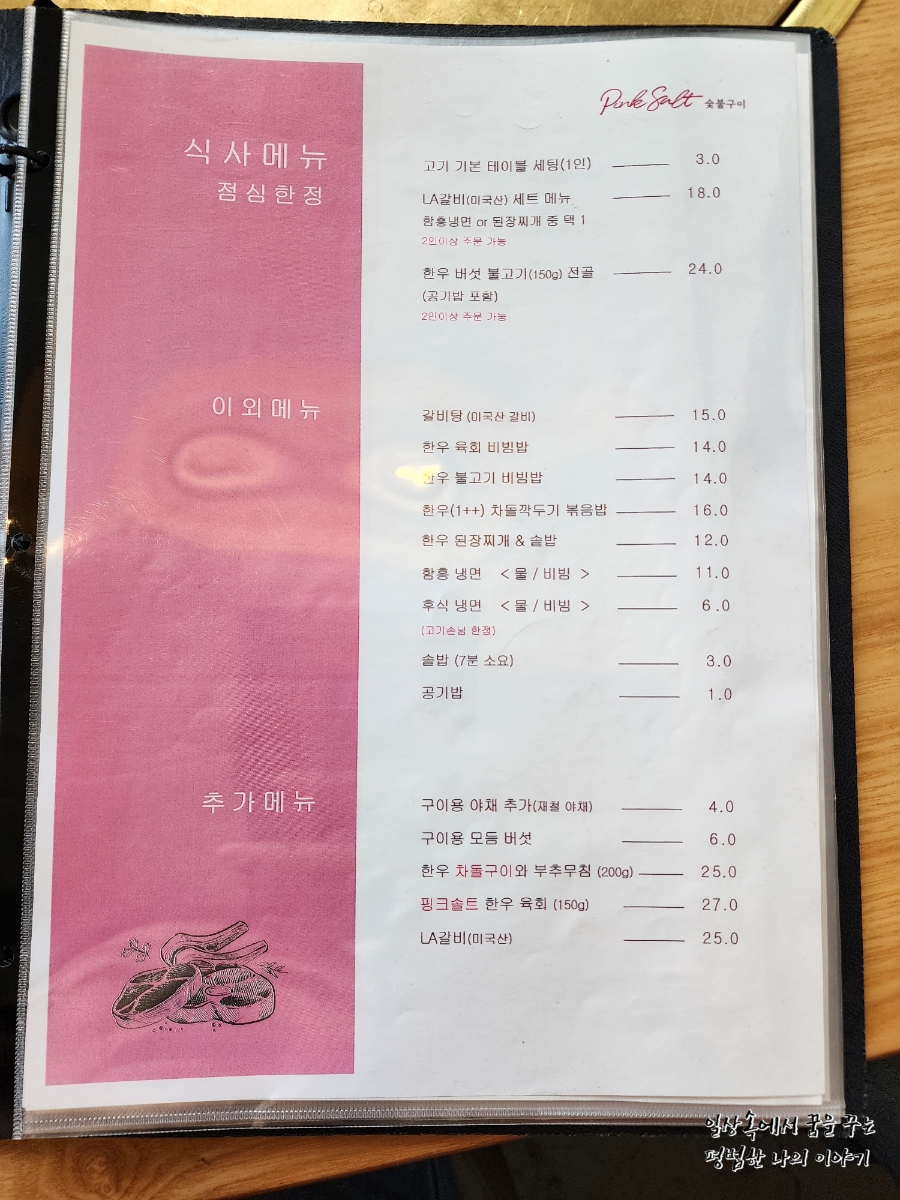 Pink Salt 숯불구이
식사메뉴
점심한정
고기 기본 테이블 세팅(1인) 3.0
LA갈비(미국산) 세트 메뉴 18.0
함흥냉면 or 된장찌개 중 택 1
2인이상 주문 가능
한우 버섯 불고기(150g) 전골 24.0
(공기밥 포함)
2인이상 주문 가능
이외메뉴
갈비탕 (미국산 갈비) 15.0
한우 육회 비빔밥 14.0
한우 불고기 비빔밥 14.0
한우(1++) 차돌깍두기 볶음밥 16.0
한우 된장찌개 & 솥밥 12.0
함흥 냉면 < 물 / 비빔 > 11.0
후식 냉면 < 물 / 비빔 > 6.0
(고기손님 한정)
솥밥 (7분 소요) 3.0
공기밥 1.0
추가메뉴
구이용 야채 추가(재철 야채) 4.0
구이용 모듬 버섯 6.0
한우 차돌구이와 부추무침 (200g) 25.0
핑크솔트 한우 육회 (150g) 27.0
LA갈비(미국산) 25.0
일상속에서 꿈을 꾸는
평범한 나의 이야기